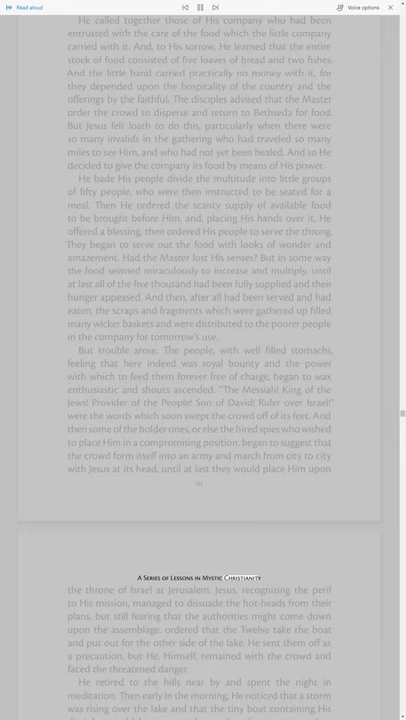 Read aloud
Voice options
He called together those of His company who had been
entrusted with the care of the food which the little company
carried with it. And, to His sorrow, He learned that the entire
stock of food consisted of five loaves of bread and two fishes.
And the little band carried practically no money with it, for
they depended upon the hospitality of the country and the
offerings by the faithful. The disciples advised that the Master
order the crowd to disperse and return to Bethseda for food.
But Jesus felt loath to do this, particularly when there were
so many invalids in the gathering who had traveled so many
miles to see Him, and who had not yet been healed. And so He
decided to give the company its food by means of His power.
He bade His people divide the multitude into little groups
of fifty people, who were then instructed to be seated for a
meal. Then He ordered the scanty supply of available food
to be brought before Him, and, placing His hands over it, He
offered a blessing, then ordered His people to serve the throng.
They began to serve out the food with looks of wonder and
amazement. Had the Master lost His senses? But in some way
the food seemed miraculously to increase and multiply, until
at last all of the five thousand had been fully supplied and their
hunger appeased. And then, after all had been served and had
eaten, the scraps and fragments which were gathered up filled
many wicker baskets and were distributed to the poorer people
in the company for tomorrow's use.
But trouble arose. The people, with well filled stomachs,
feeling that here indeed was royal bounty and the power
with which to feed them forever free of charge, began to wax
enthusiastic and shouts ascended. "The Messiah! King of the
Jews! Provider of the People! Son of David! Ruler over Israel!"
were the words which soon swept the crowd off of its feet. And
then some of the bolder ones, or else the hired spies who wished
to place Him in a compromising position, began to suggest that
the crowd form itself into an army and march from city to city
with Jesus at its head, until at last they would place Him upon
A Series of Lessons in Mystic Christianity
the throne of Israel at Jerusalem. Jesus, recognizing the peril
to His mission, managed to dissuade the hot-heads from their
plans, but still fearing that the authorities might come down
upon the assemblage, ordered that the Twelve take the boat
and put out for the other side of the lake. He sent them off as
a precaution, but He, Himself, remained with the crowd and
faced the threatened danger.
He retired to the hills near by and spent the night in
meditation. Then early in the morning, He noticed that a storm
was rising over the lake and that the tiny boat containing His